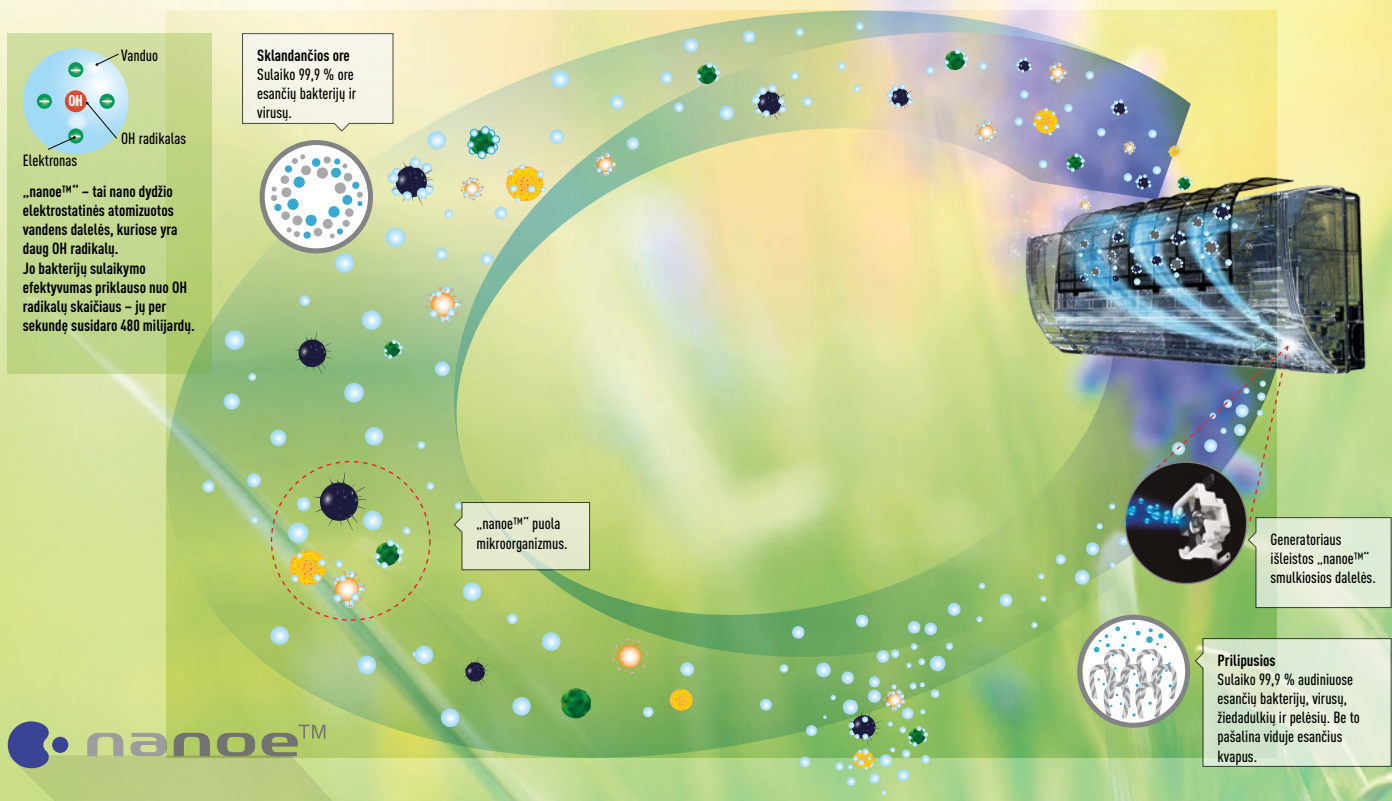 Vanduo
OH
OH radikalas
Elektronas
„nanoe™“ – tai nano dydžio
elektrostatinės atomizuotos
vandens dalelės, kuriose yra
daug OH radikalų.
Jo bakterijų sulaikymo
efektyvumas priklauso nuo OH
radikalų skaičiaus – jų per
sekundę susidaro 480 milijardų.
Sklandančios ore
Sulaiko 99,9 % ore
esančių bakterijų ir
virusų.
„nanoe™“ puola
mikroorganizmus.
Generatoriaus
išleistos „nanoe™“
smulkiosios dalelės.
Prilipusios
Sulaiko 99,9 % audiniuose
esančių bakterijų, virusų,
žiedadulkių ir pelėsių. Be to
pašalina viduje esančius
kvapus.
nanoe™